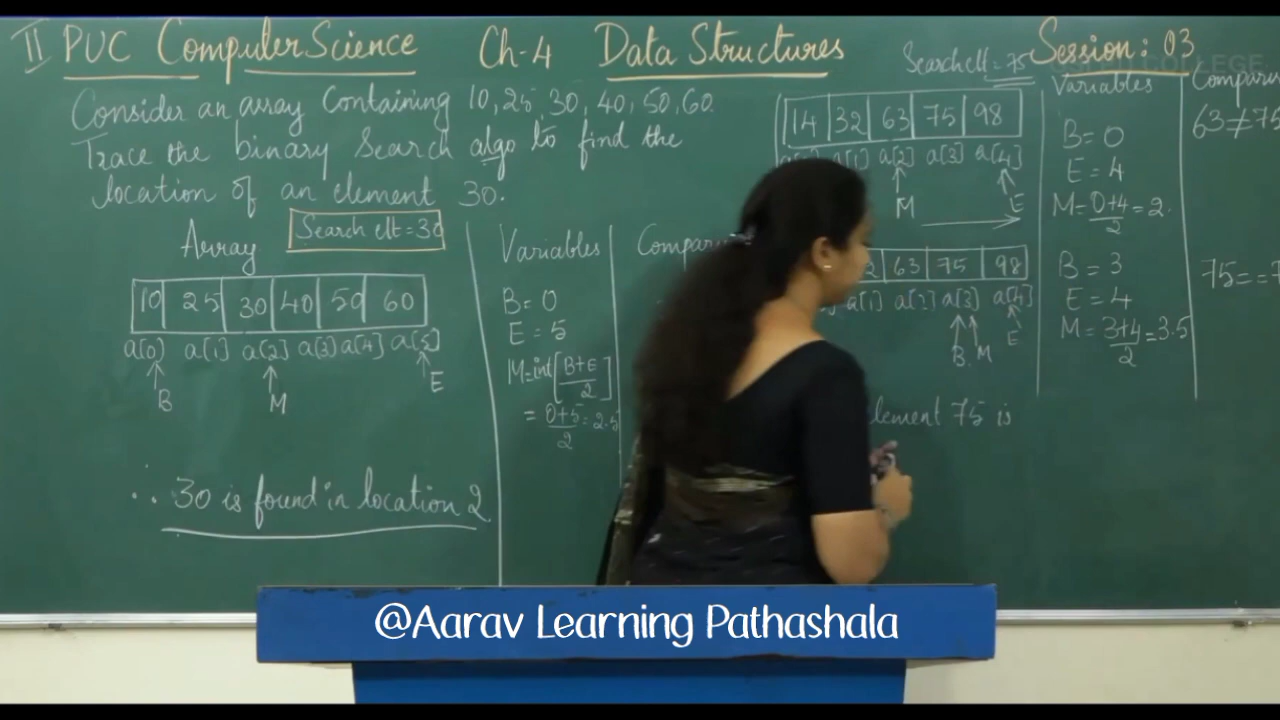 II PUC Computer Science Ch-4 Data Structures Session: 03
Search elt = 75
COLLEGE
Consider an array Containing 10, 25, 30, 40, 50, 60.
Trace the binary Search algo to find the
location of an element 30.
Search elt = 30
Array
10 25 30 40 50 60
a[0] a[1] a[2] a[3] a[4] a[5]
B M E
∴ 30 is found in location 2
Variables
B = 0
E = 5
M = int[B+E/2]
= 0+5/2 = 2.5
14 32 63 75 98
a[1] a[2] a[3] a[4]
M E
63 75 98
a[1] a[2] a[3] a[4]
B M E
75 is
Variables
B = 0
E = 4
M = 0+4/2 = 2.
B = 3
E = 4
M = 3+4/2 = 3.5
63 ≠ 75
75 ==
@Aarav Learning Pathashala